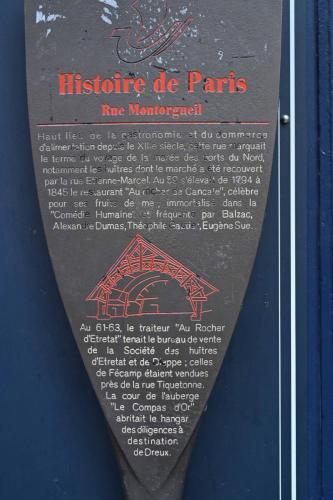 Histoire de Paris
Rue Montorgueil
Haut lieu de la gastronomie et du commerce
d'alimentation depuis le XIIIe siècle, cette rue marquait
le terme du voyage de la marée des ports du Nord,
notamment les huîtres dont le marché a été recouvert
par la rue Etienne-Marcel. Au 59 s'élevait de 1794 à
1845 le restaurant "Au rocher de Cancale", célèbre
pour ses fruits de mer, immortalisé dans la
"Comédie Humaine" et fréquenté par Balzac,
Alexandre Dumas, Théophile Gautier, Eugène Sue...
Au 61-63, le traiteur "Au Rocher
d'Etretat" tenait le bureau de vente
de la Société des huîtres
d'Etretat et de Dieppe ; celles
de Fécamp étaient vendues
près de la rue Tiquetonne.
La cour de l'auberge
"Le Compas d'Or"
abritait le hangar
des diligences à
destination
de Dreux.